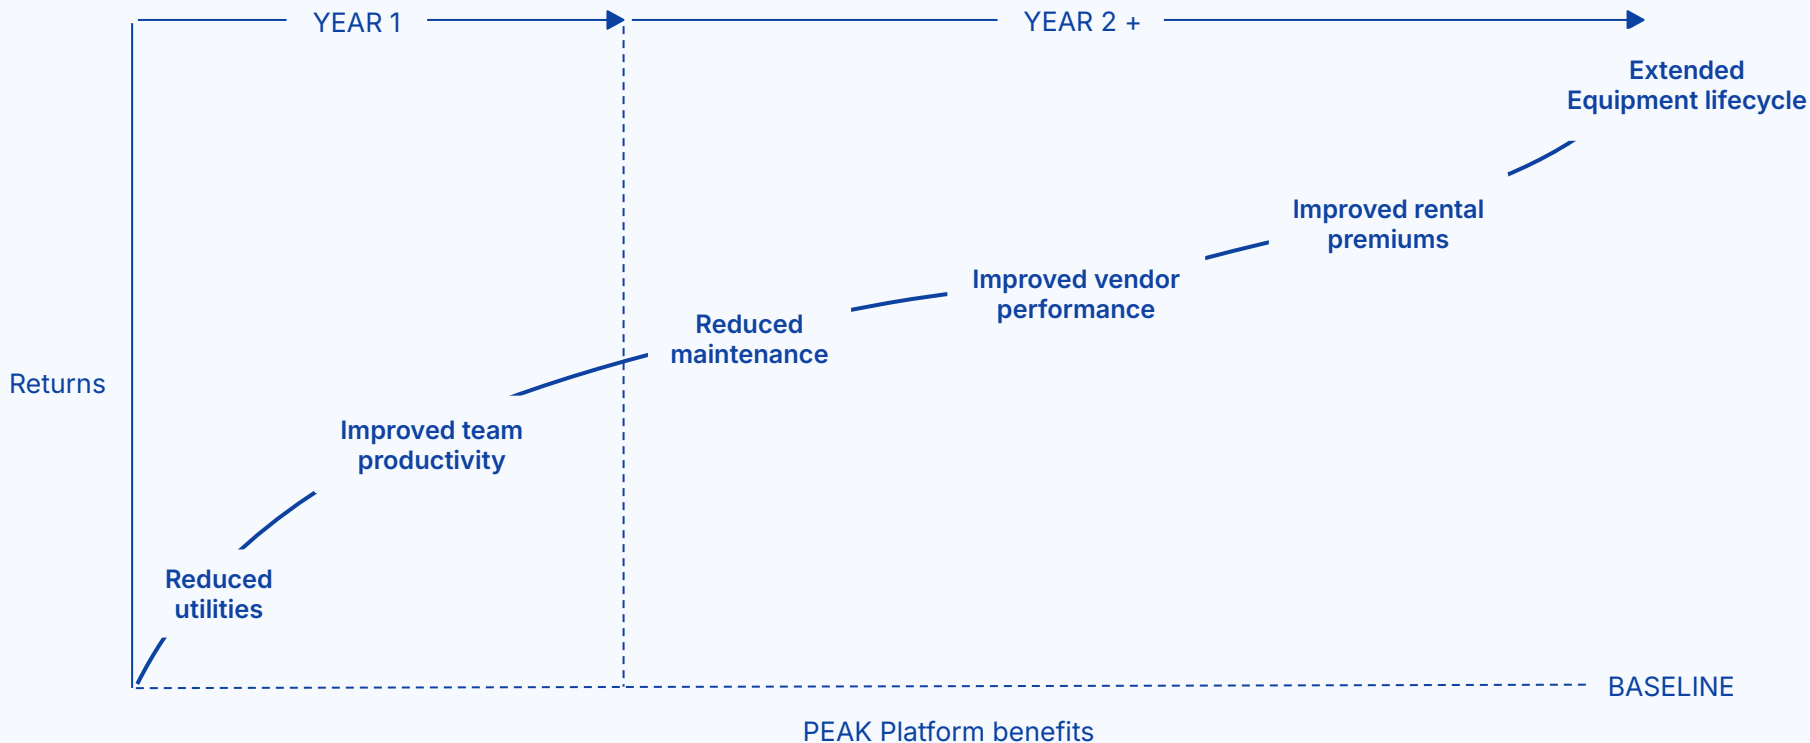 YEAR 1
YEAR 2 +
Extended
Equipment lifecycle
Improved rental
premiums
Improved vendor
performance
Reduced
maintenance
Returns
Improved team
productivity
Reduced
utilities
BASELINE
PEAK Platform benefits